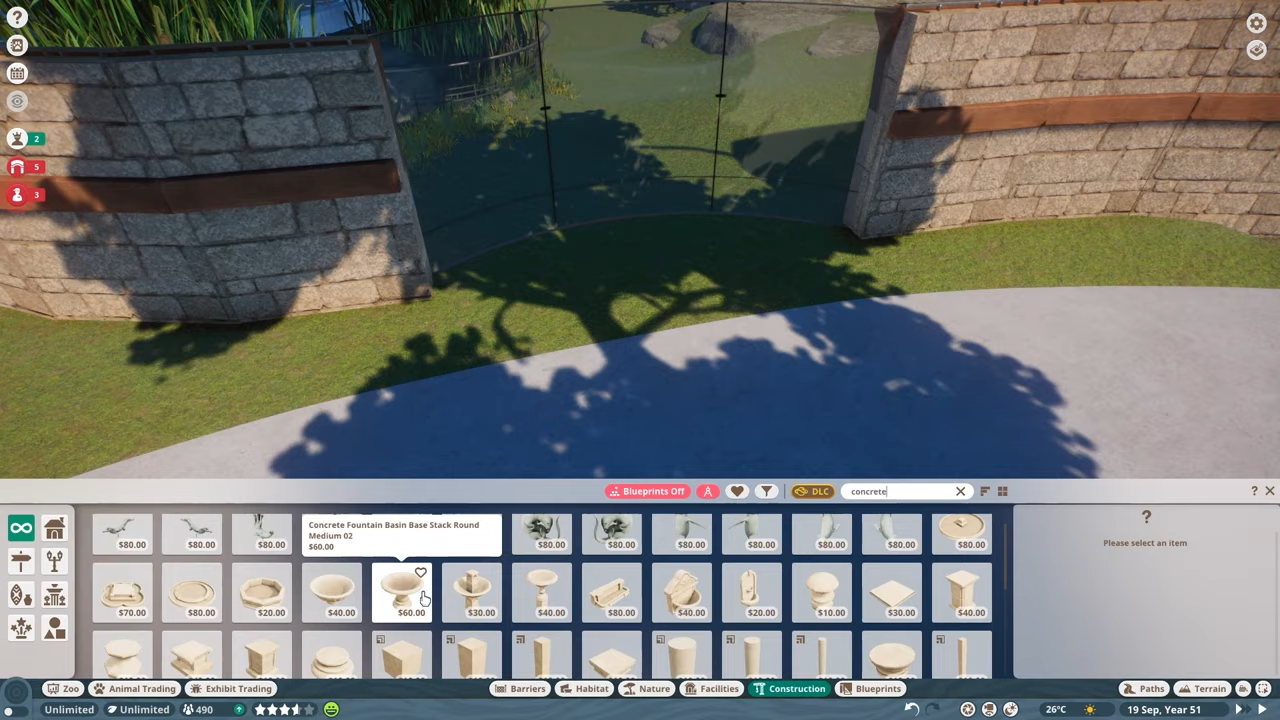 ?
2
5
3
Blueprints Off
DLC
concrete
?
$80.00
$80.00
$80.00
Concrete Fountain Basin Base Stack Round
Medium 02
$60.00
$80.00
$80.00
$80.00
$80.00
$80.00
$80.00
$80.00
?
Please select an item
$70.00
$80.00
$20.00
$40.00
$60.00
$30.00
$40.00
$80.00
$40.00
$20.00
$10.00
$30.00
$40.00
Zoo
Animal Trading
Exhibit Trading
Barriers
Habitat
Nature
Facilities
Construction
Blueprints
Paths
Terrain
Unlimited
Unlimited
490
26°C
19 Sep, Year 51